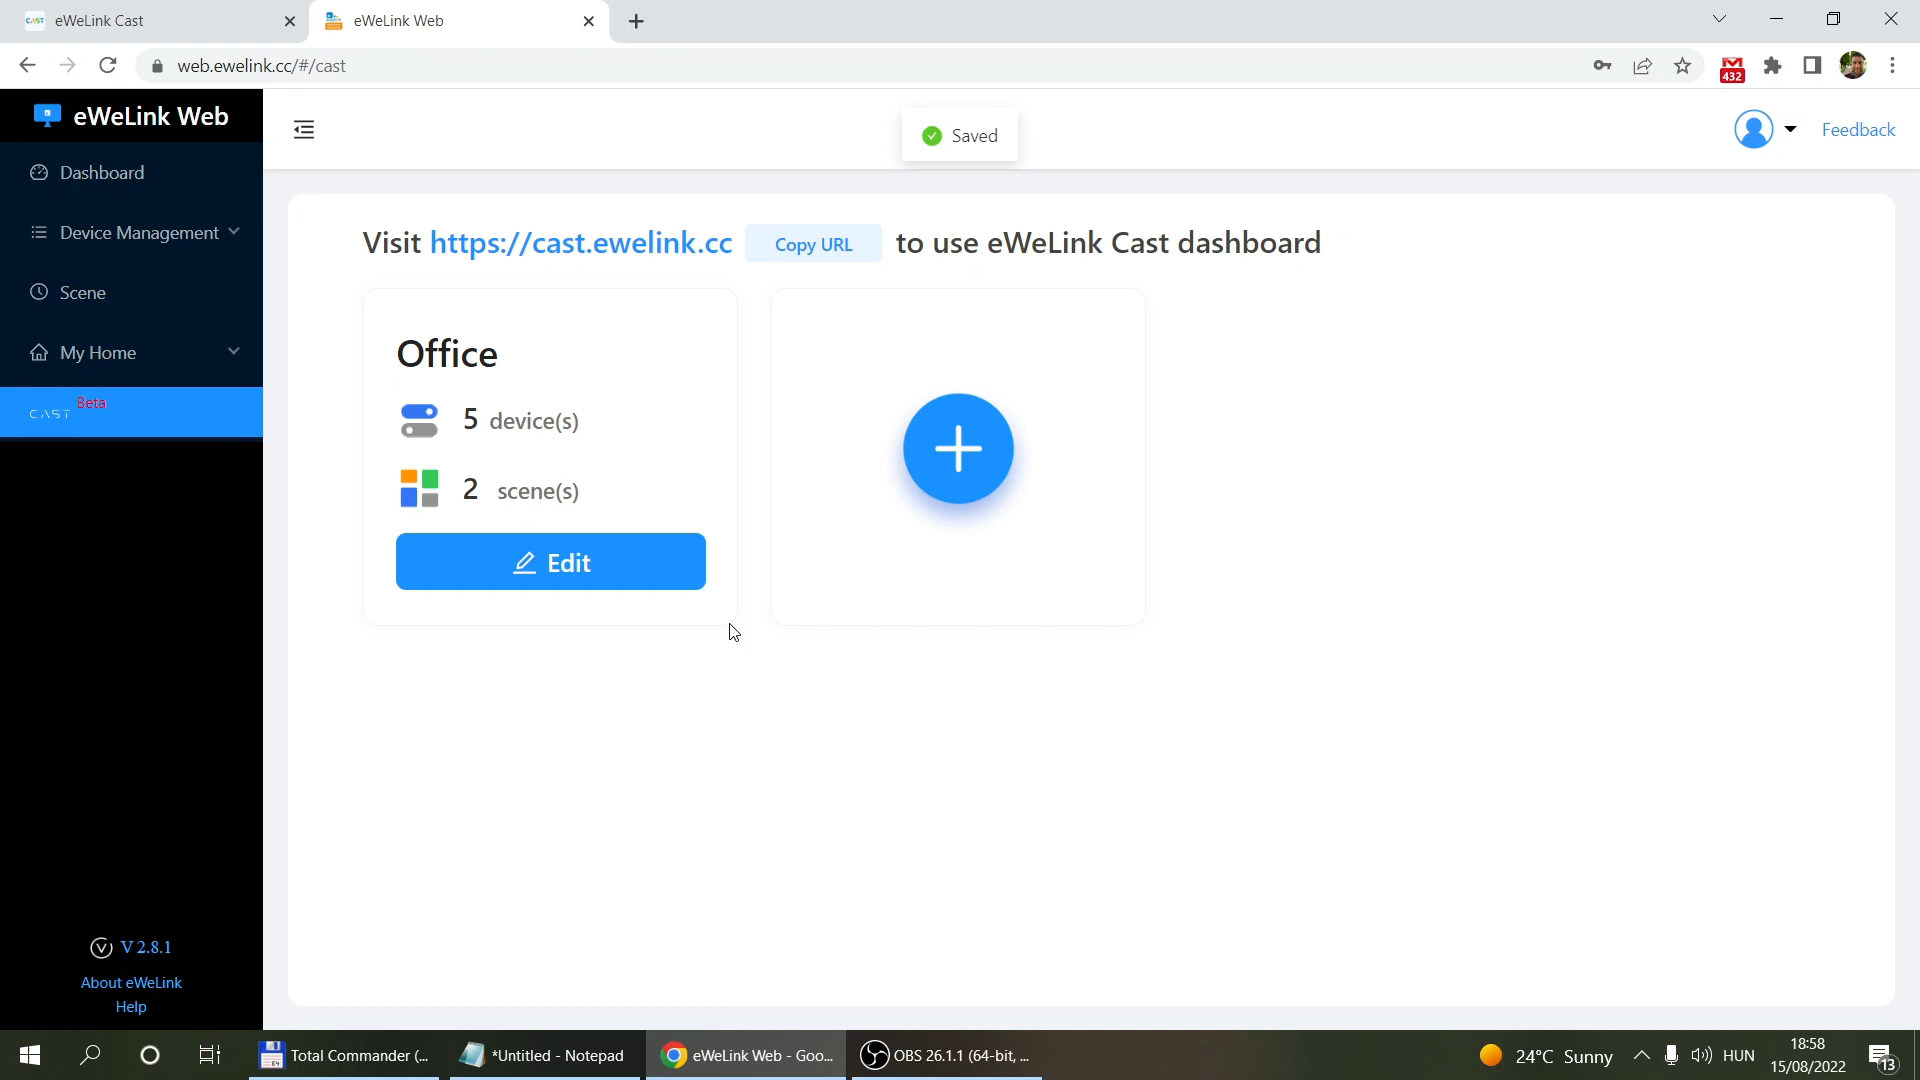 CAST eWeLink Cast
eWeLink Web
web.ewelink.cc/#/cast
432
eWeLink Web
Saved
Feedback
Dashboard
Device Management
Scene
My Home
CAST Beta
Visit https://cast.ewelink.cc Copy URL to use eWeLink Cast dashboard
Office
5 device(s)
2 scene(s)
Edit
V 2.8.1
About eWeLink
Help
64 Total Commander (...
*Untitled - Notepad
eWeLink Web - Goo...
OBS 26.1.1 (64-bit, ...
24°C Sunny
HUN
18:58
15/08/2022
13